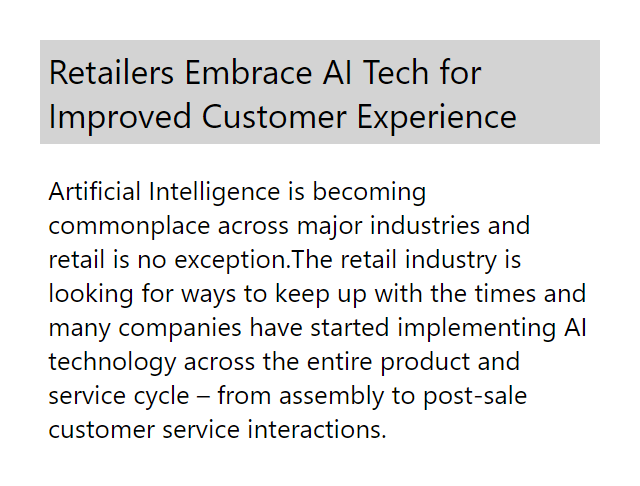 Retailers Embrace AI Tech for
Improved Customer Experience
Artificial Intelligence is becoming
commonplace across major industries and
retail is no exception.The retail industry is
looking for ways to keep up with the times and
many companies have started implementing AI
technology across the entire product and
service cycle – from assembly to post-sale
customer service interactions.